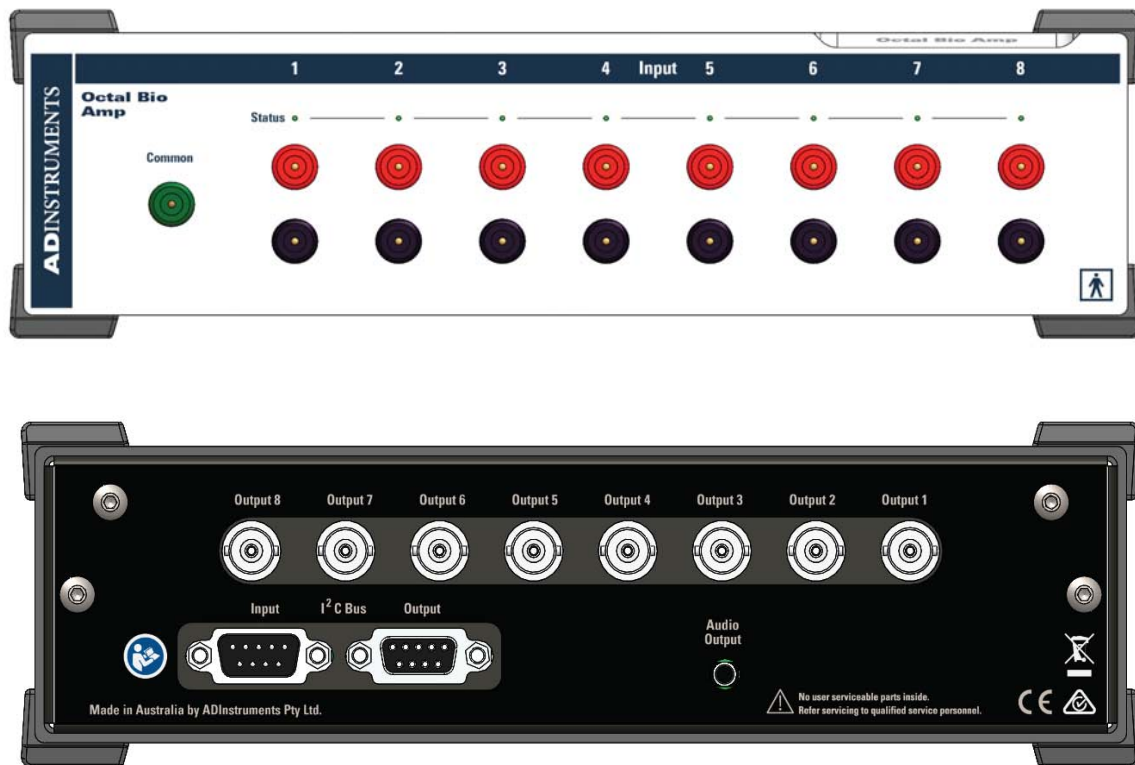 Octal Bio Amp
1 2 3 4 Input 5 6 7 8
ADINSTRUMENTS
Octal Bio
Amp
Status
Common
Output 8 Output 7 Output 6 Output 5 Output 4 Output 3 Output 2 Output 1
Input I²C Bus Output
Audio
Output
Made in Australia by ADInstruments Pty Ltd.
No user serviceable parts inside.
Refer servicing to qualified service personnel.
CE